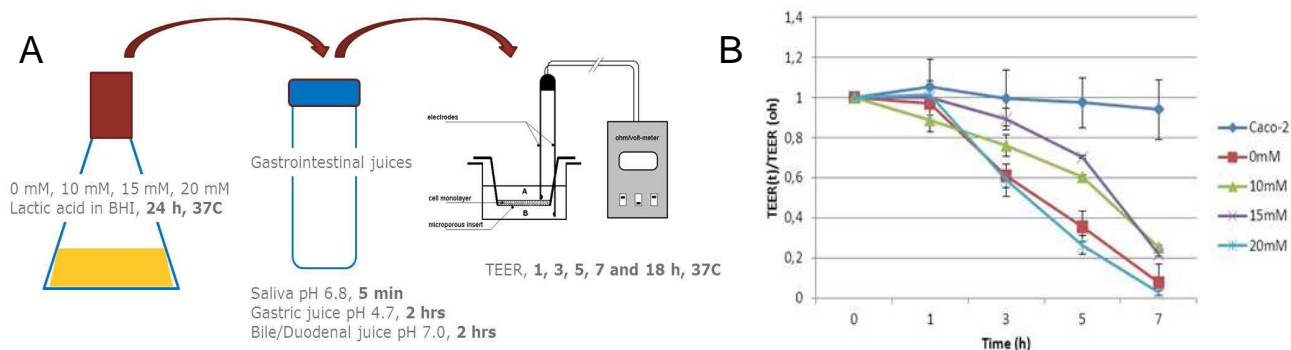 A
0 mM, 10 mM, 15 mM, 20 mM
Lactic acid in BHI, 24 h, 37C
Gastrointestinal juices
Saliva pH 6.8, 5 min
Gastric juice pH 4.7, 2 hrs
Bile/Duodenal juice pH 7.0, 2 hrs
electrodes
ohm/volt-meter
cell monolayer
microporous insert
A
B
TEER, 1, 3, 5, 7 and 18 h, 37C
B
TEER(t)/TEER (oh)
1,4
1,2
1
0,8
0,6
0,4
0,2
0
0 1 3 5 7
Time (h)
Caco-2
0mM
10mM
15mM
20mM